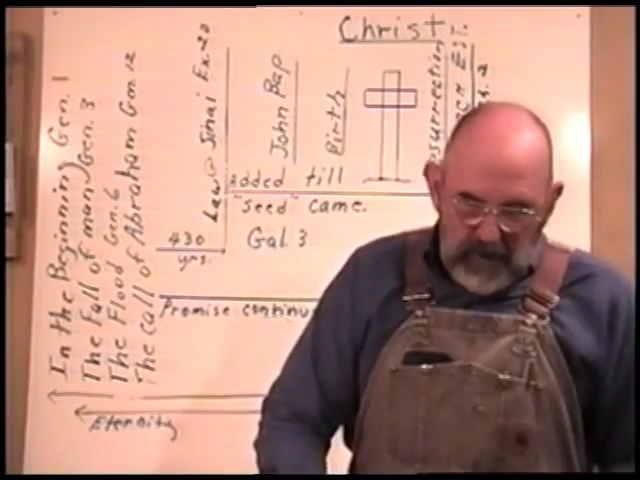 In the Beginning Gen. 1
The Fall of man Gen. 3
The Flood Gen. 6
The call of Abraham Gen. 12
Law @ Sinai Ex. 20
John Bap
Birth
Christ
Added till
"seed" came.
Gal. 3
430
yrs.
Promise
Eternity